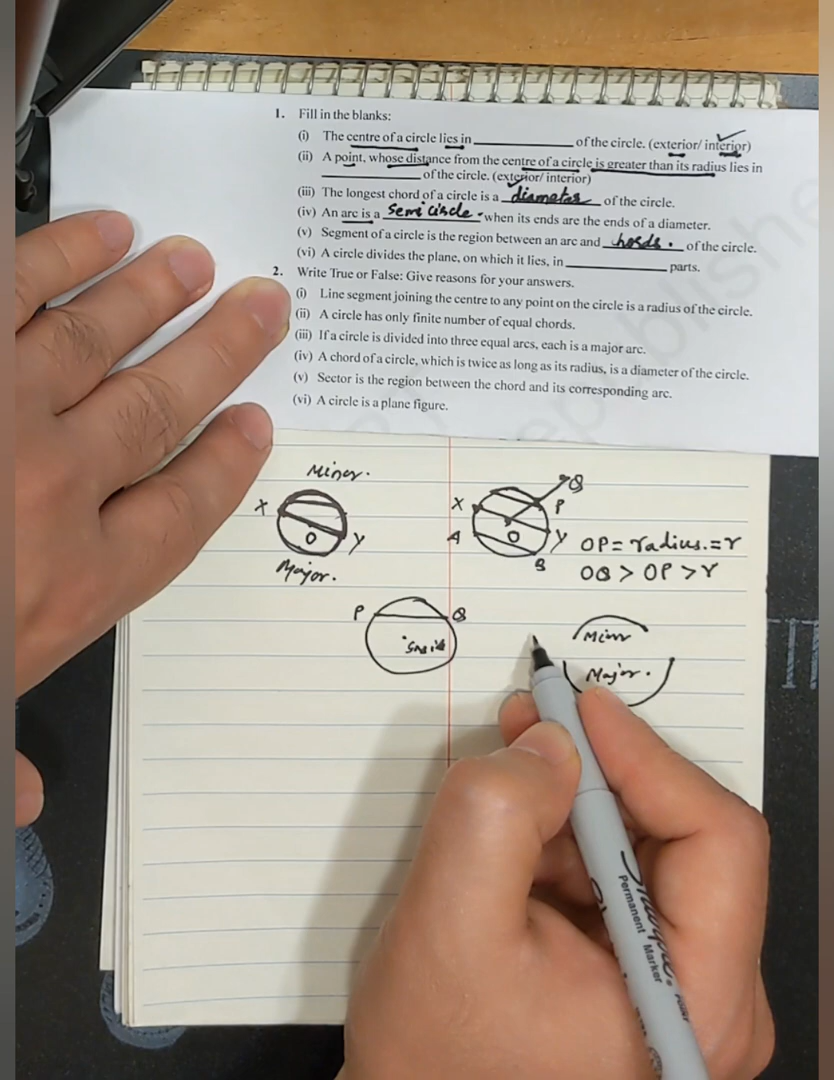 1. Fill in the blanks:
(i) The centre of a circle lies in ____________ of the circle. (exterior/ interior)
(ii) A point, whose distance from the centre of a circle is greater than its radius lies in
____________ of the circle. (exterior/ interior)
(iii) The longest chord of a circle is a diameter of the circle.
(iv) An arc is a Semi circle when its ends are the ends of a diameter.
(v) Segment of a circle is the region between an arc and chords. of the circle.
(vi) A circle divides the plane, on which it lies, in ____________ parts.
2. Write True or False: Give reasons for your answers.
(i) Line segment joining the centre to any point on the circle is a radius of the circle.
(ii) A circle has only finite number of equal chords.
(iii) If a circle is divided into three equal arcs, each is a major arc.
(iv) A chord of a circle, which is twice as long as its radius, is a diameter of the circle.
(v) Sector is the region between the chord and its corresponding arc.
(vi) A circle is a plane figure.
Minor.
X
O
Y
Major.
Q
X
P
A
O
Y
B
OP = radius. = r
OQ > OP > r
P
Q
Minor
Major.
Permanent Marker